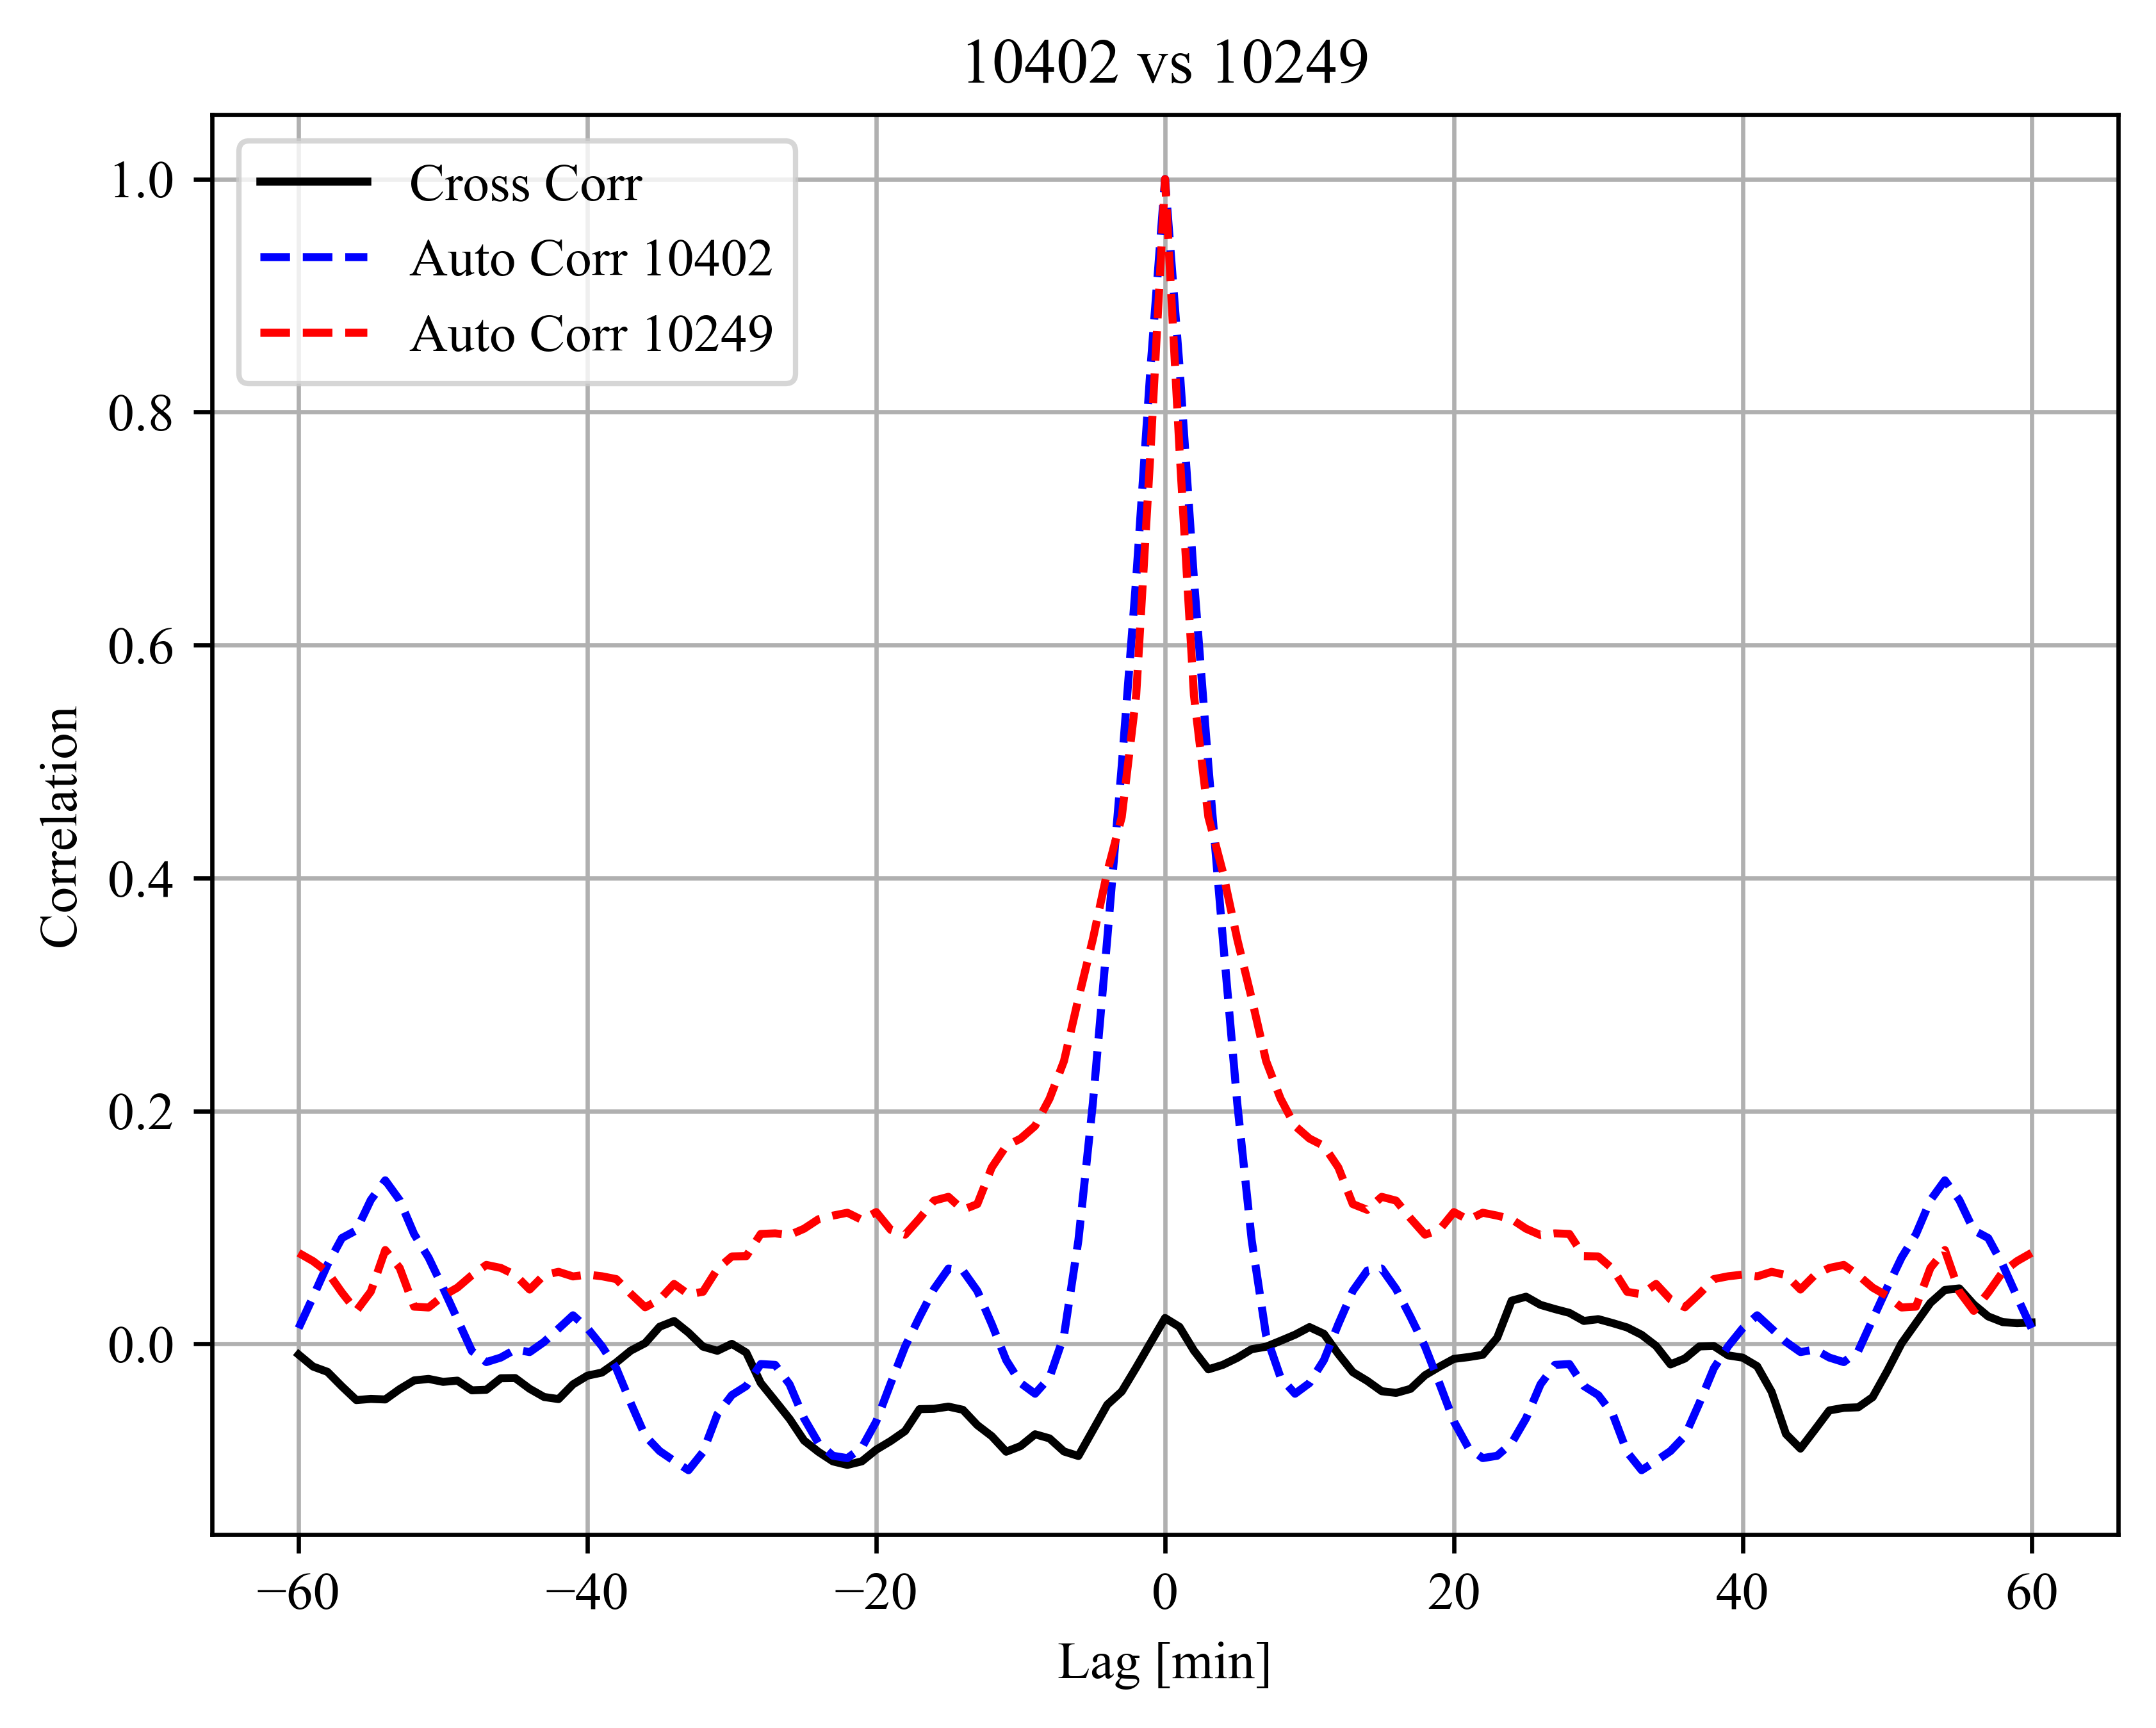 10402 vs 10249
Cross Corr
Auto Corr 10402
Auto Corr 10249
1.0
0.8
0.6
0.4
0.2
0.0
Correlation
−60 −40 −20 0 20 40 60
Lag [min]